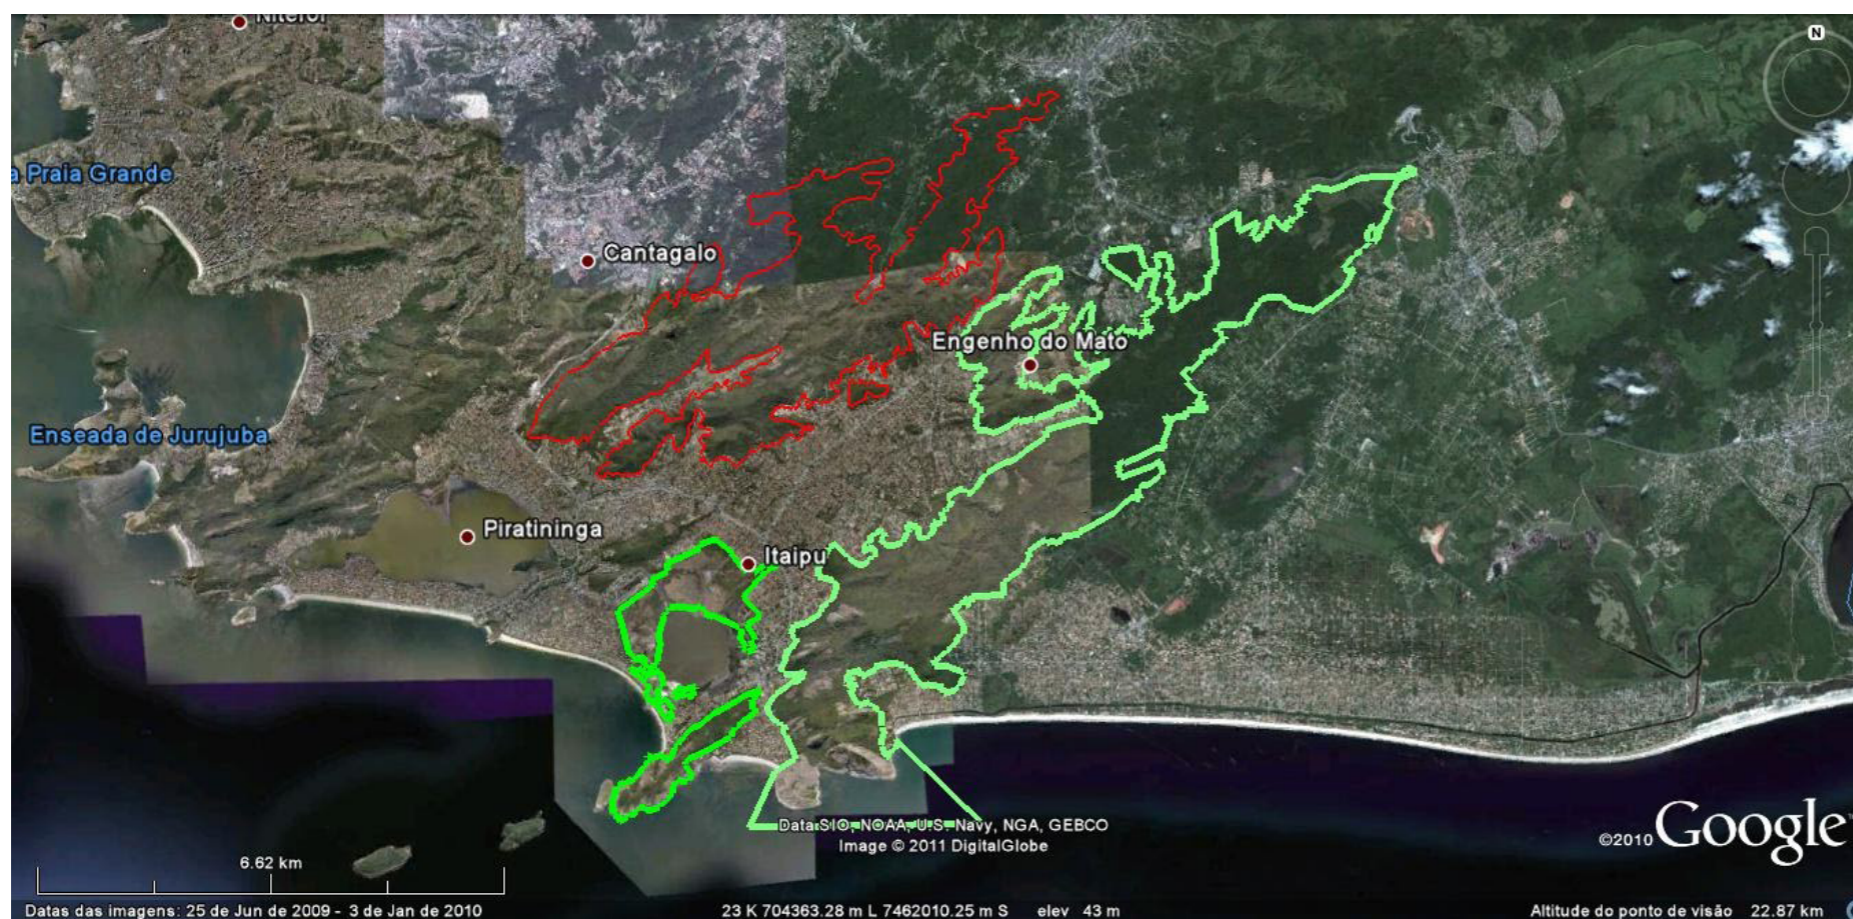 Niterói
N
a Praia Grande
Cantagalo
Engenho do Mato
Enseada de Jurujuba
Piratininga
Itaipu
Data SIO, NOAA, U.S. Navy, NGA, GEBCO
Image © 2011 DigitalGlobe
©2010 Google
6.62 km
Datas das imagens: 25 de Jun de 2009 - 3 de Jan de 2010
23 K 704363.28 m L 7462010.25 m S elev 43 m
Altitude do ponto de visão 22.87 km